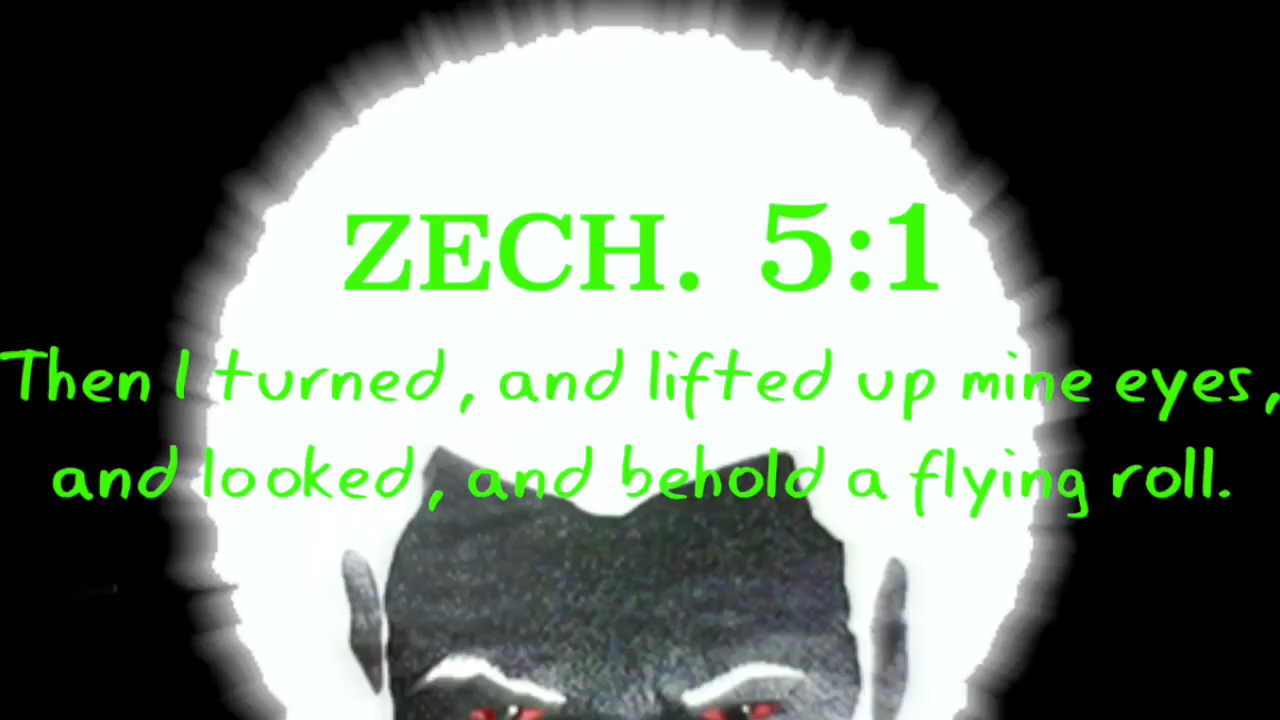 ZECH. 5:1
Then I turned, and lifted up mine eyes,
and looked, and behold a flying roll.